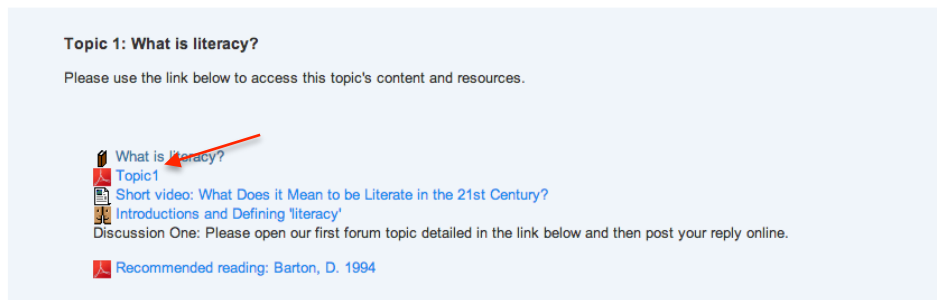 Topic 1: What is literacy?
Please use the link below to access this topic's content and resources.
What is literacy?
Topic1
Short video: What Does it Mean to be Literate in the 21st Century?
Introductions and Defining 'literacy'
Discussion One: Please open our first forum topic detailed in the link below and then post your reply online.
Recommended reading: Barton, D. 1994